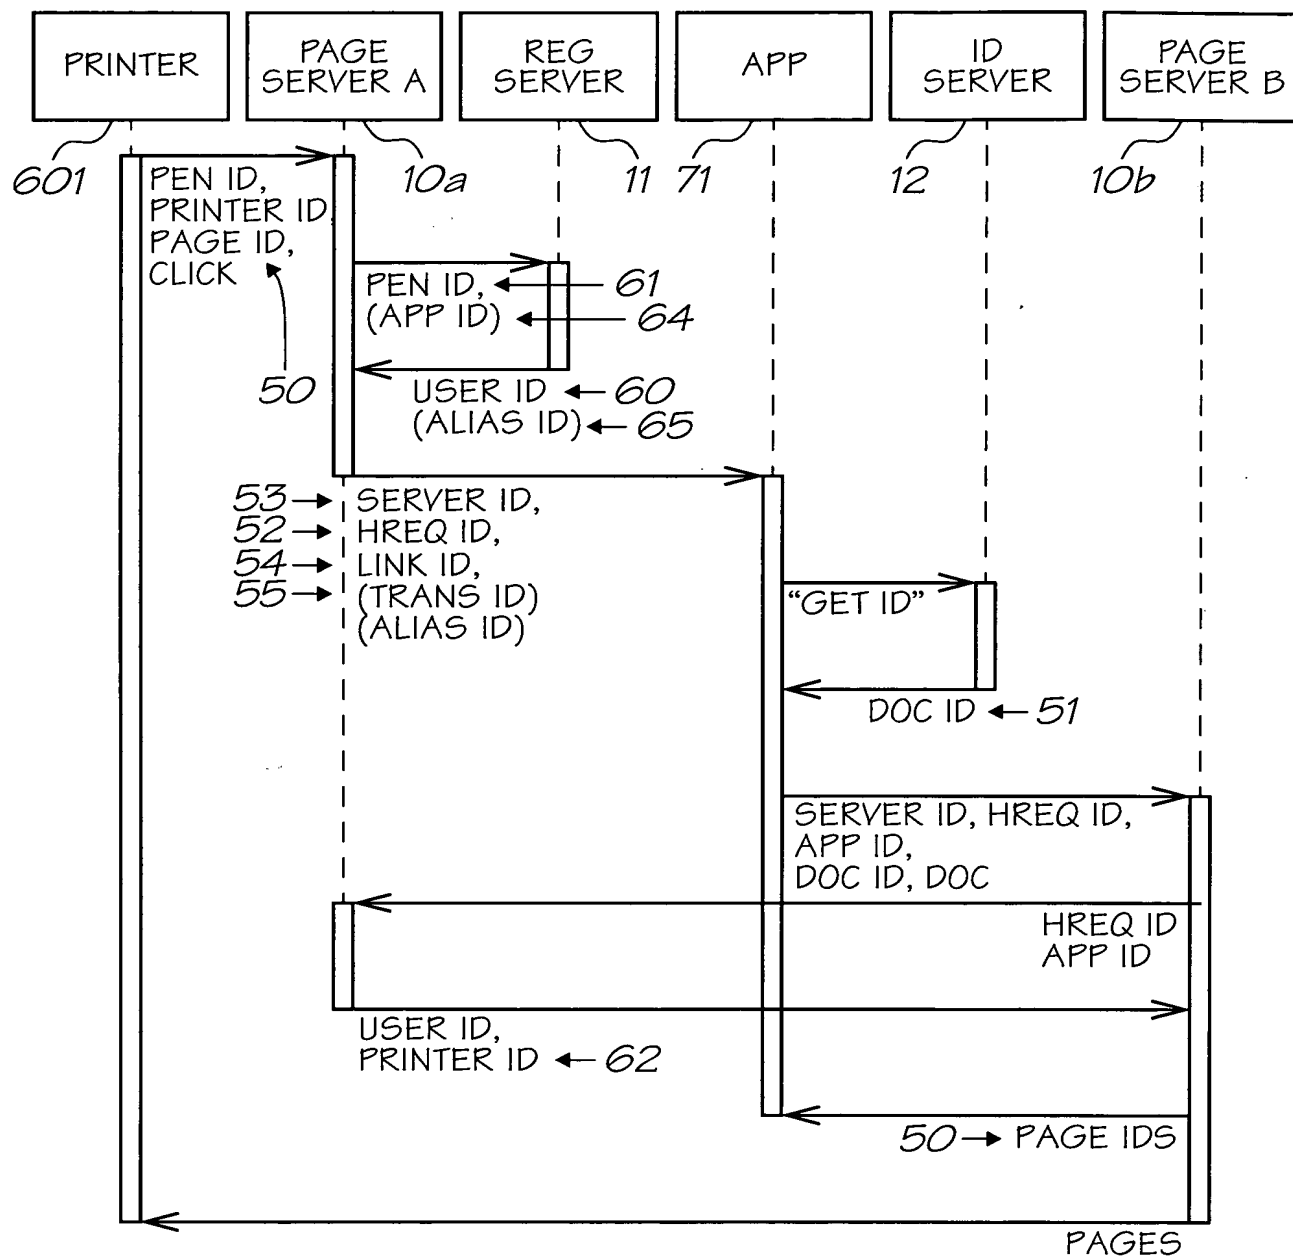 PRINTER
PAGE
SERVER A
REG
SERVER
APP
ID
SERVER
PAGE
SERVER B
601
10a
11
71
12
10b
PEN ID,
PRINTER ID
PAGE ID,
CLICK
50
PEN ID,
61
(APP ID)
64
USER ID
60
(ALIAS ID)
65
53
SERVER ID,
52
HREQ ID,
54
LINK ID,
55
(TRANS ID)
(ALIAS ID)
“GET ID”
DOC ID
51
SERVER ID, HREQ ID,
APP ID,
DOC ID, DOC
HREQ ID
APP ID
USER ID,
PRINTER ID
62
50
PAGE IDS
PAGES